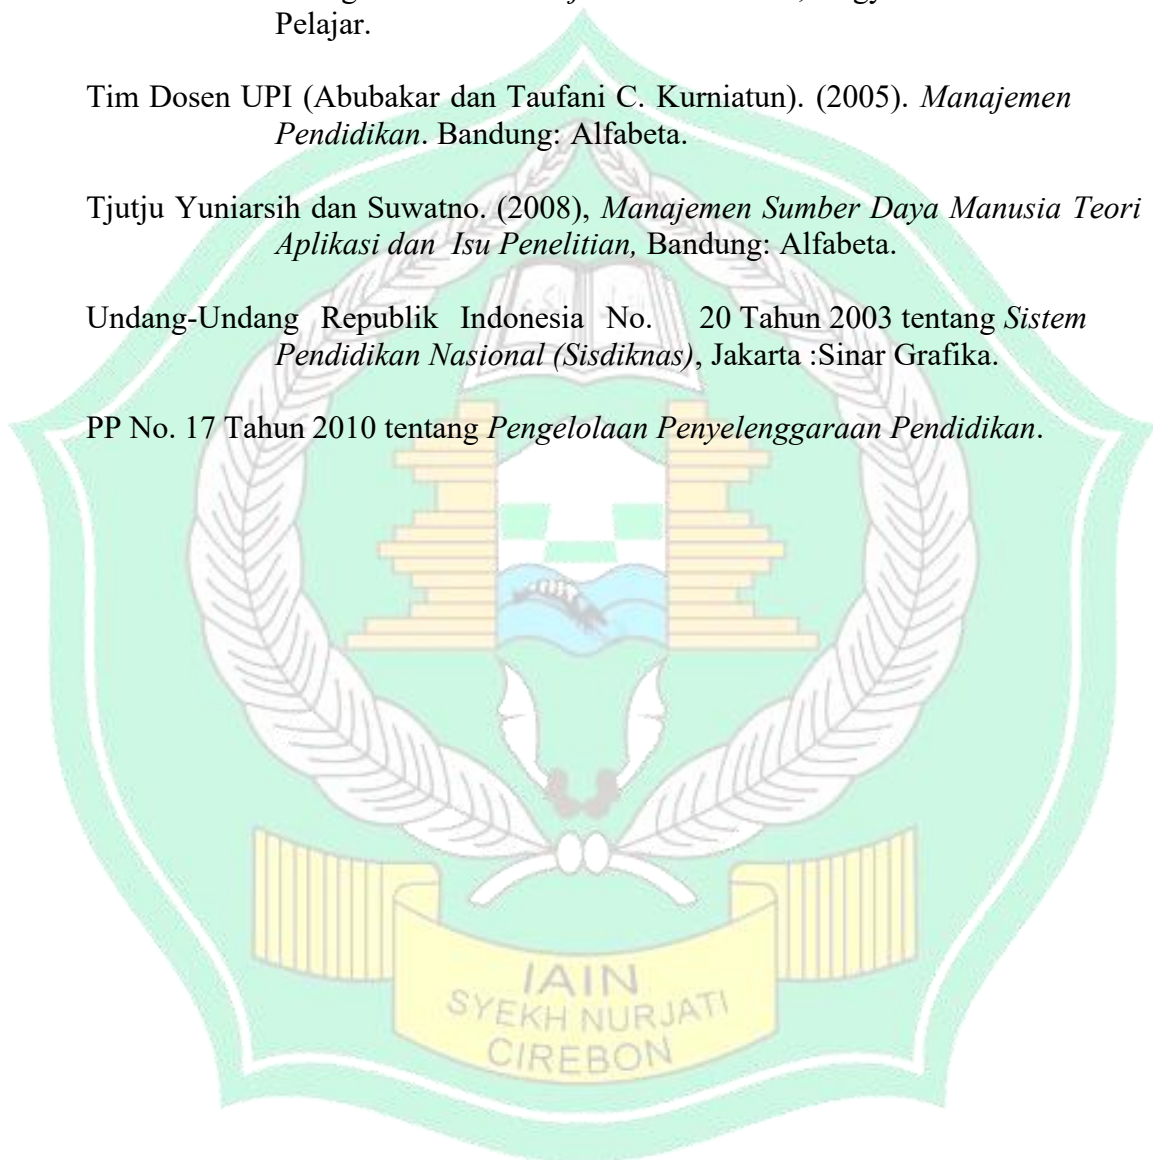 Pelajar.
Tim Dosen UPI (Abubakar dan Taufani C. Kurniatun). (2005). Manajemen
Pendidikan. Bandung: Alfabeta.
Tjutju Yuniarsih dan Suwatno. (2008), Manajemen Sumber Daya Manusia Teori
Aplikasi dan Isu Penelitian, Bandung: Alfabeta.
Undang-Undang Republik Indonesia No. 20 Tahun 2003 tentang Sistem
Pendidikan Nasional (Sisdiknas), Jakarta :Sinar Grafika.
PP No. 17 Tahun 2010 tentang Pengelolaan Penyelenggaraan Pendidikan.
IAIN
SYEKH NURJATI
CIREBON